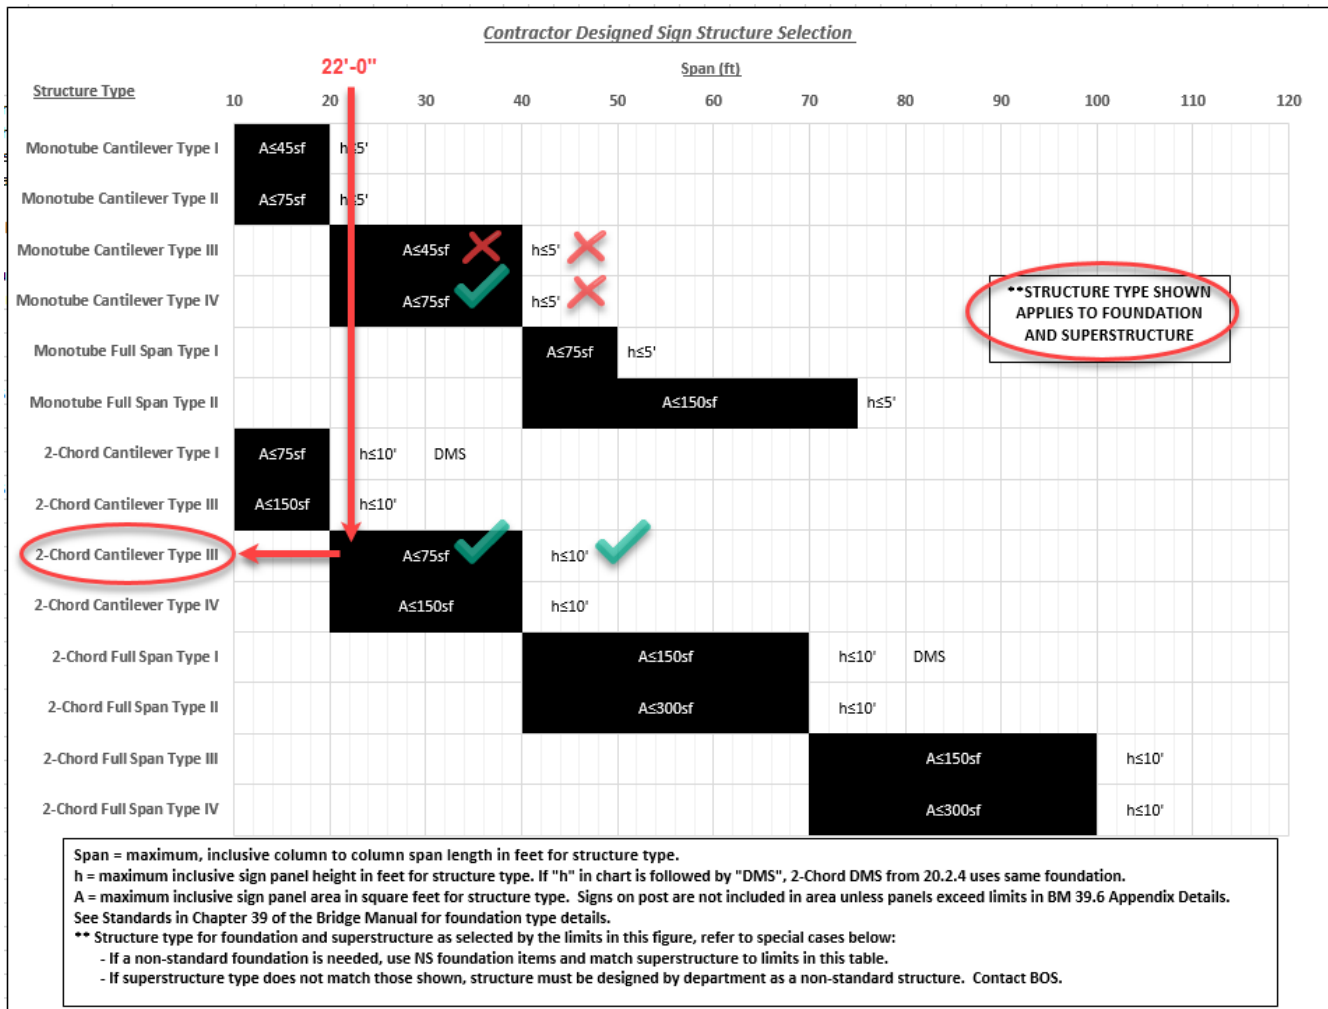 Contractor Designed Sign Structure Selection
22'-0"
Span (ft)
Structure Type
10 20 30 40 50 60 70 80 90 100 110 120
Monotube Cantilever Type I A≤45sf h≤5'
Monotube Cantilever Type II A≤75sf h≤5'
Monotube Cantilever Type III A≤45sf h≤5'
Monotube Cantilever Type IV A≤75sf h≤5'
**STRUCTURE TYPE SHOWN
APPLIES TO FOUNDATION
AND SUPERSTRUCTURE
Monotube Full Span Type I A≤75sf h≤5'
Monotube Full Span Type II A≤150sf h≤5'
2-Chord Cantilever Type I A≤75sf h≤10' DMS
2-Chord Cantilever Type III A≤150sf h≤10'
2-Chord Cantilever Type III A≤75sf h≤10'
2-Chord Cantilever Type IV A≤150sf h≤10'
2-Chord Full Span Type I A≤150sf h≤10' DMS
2-Chord Full Span Type II A≤300sf h≤10'
2-Chord Full Span Type III A≤150sf h≤10'
2-Chord Full Span Type IV A≤300sf h≤10'
Span = maximum, inclusive column to column span length in feet for structure type.
h = maximum inclusive sign panel height in feet for structure type. If "h" in chart is followed by "DMS", 2-Chord DMS from 20.2.4 uses same foundation.
A = maximum inclusive sign panel area in square feet for structure type. Signs on post are not included in area unless panels exceed limits in BM 39.6 Appendix Details.
See Standards in Chapter 39 of the Bridge Manual for foundation type details.
** Structure type for foundation and superstructure as selected by the limits in this figure, refer to special cases below:
- If a non-standard foundation is needed, use NS foundation items and match superstructure to limits in this table.
- If superstructure type does not match those shown, structure must be designed by department as a non-standard structure. Contact BOS.